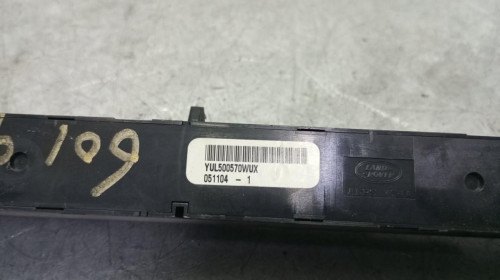 109
YUL500570WUX
051104 - 1
LAND-
ROVER